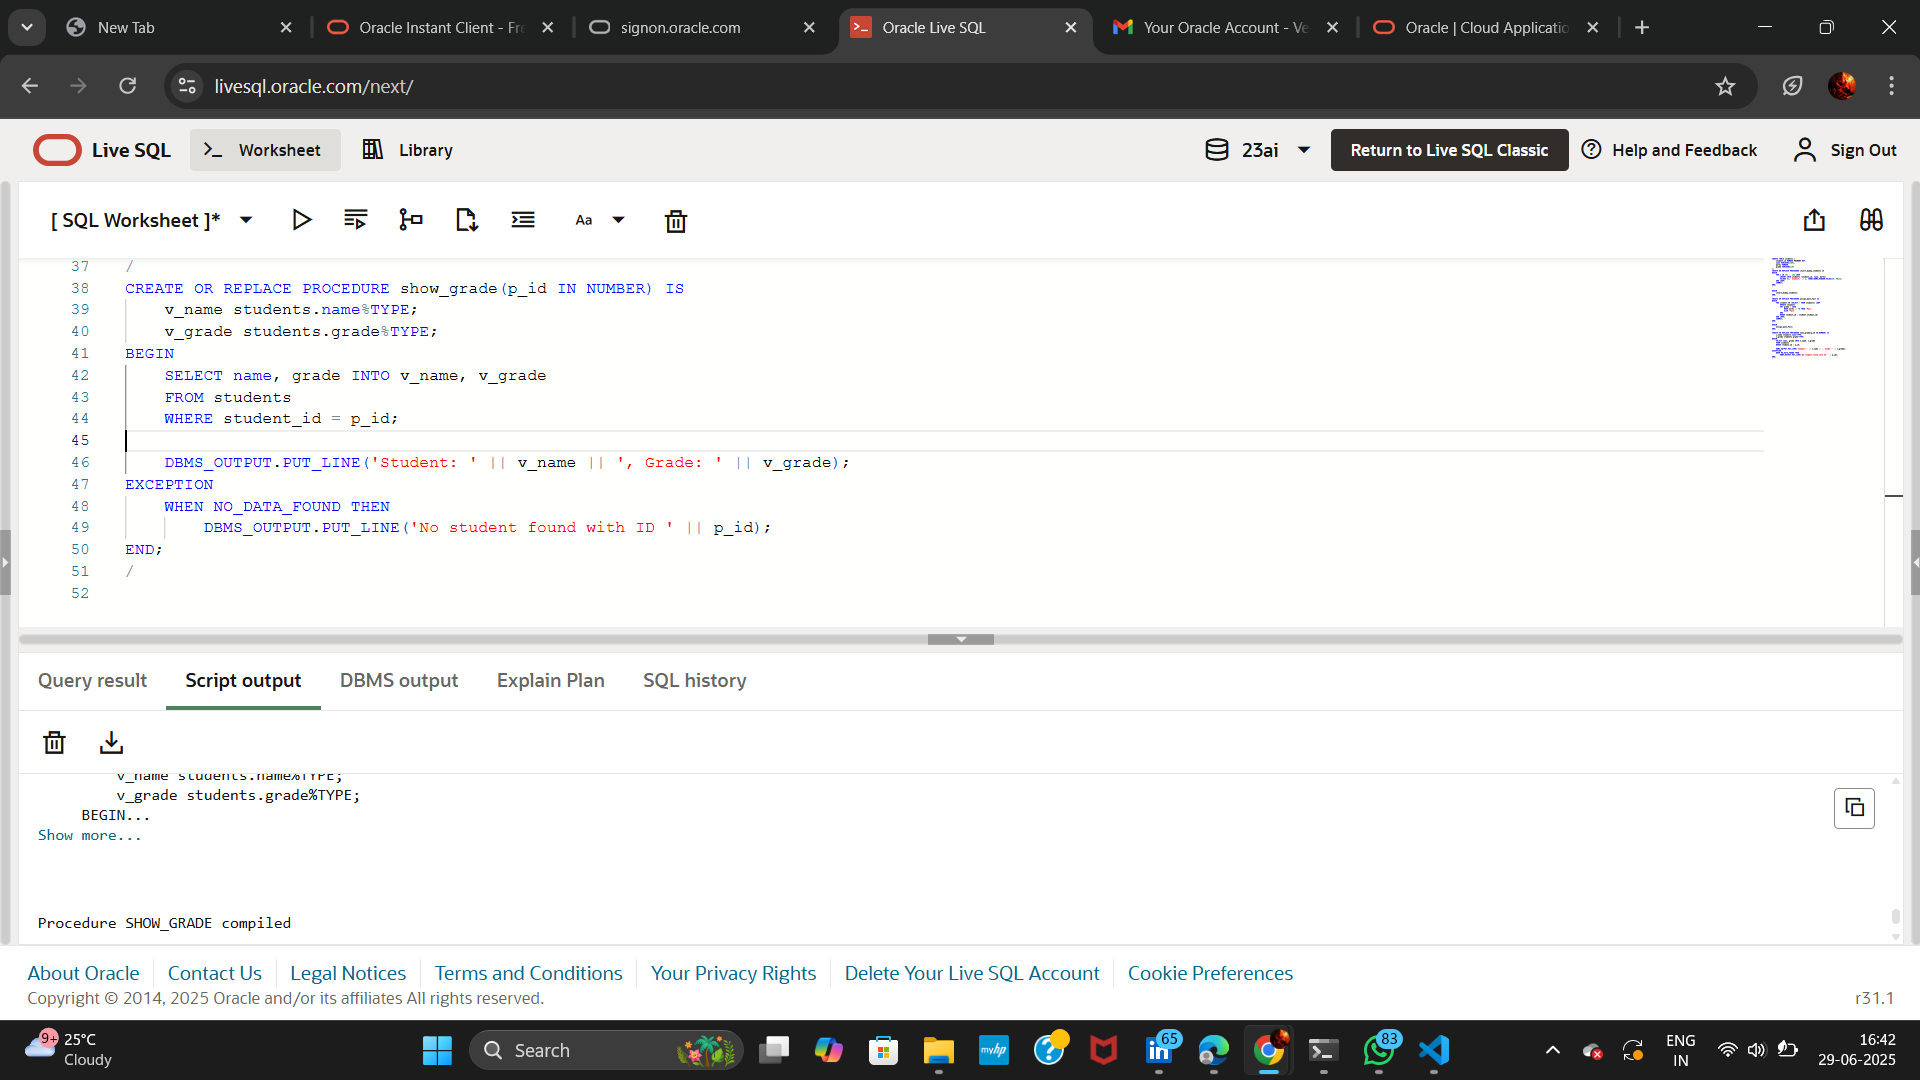 New Tab
Oracle Instant Client - Fr
signon.oracle.com
Oracle Live SQL
Your Oracle Account - Ve
Oracle | Cloud Applicatio
livesql.oracle.com/next/
Live SQL
>_ Worksheet
Library
23ai
Return to Live SQL Classic
Help and Feedback
Sign Out
[ SQL Worksheet ]*
Aa
37 /
38 CREATE OR REPLACE PROCEDURE show_grade(p_id IN NUMBER) IS
39 v_name students.name%TYPE;
40 v_grade students.grade%TYPE;
41 BEGIN
42 SELECT name, grade INTO v_name, v_grade
43 FROM students
44 WHERE student_id = p_id;
45
46 DBMS_OUTPUT.PUT_LINE('Student: ' || v_name || ', Grade: ' || v_grade);
47 EXCEPTION
48 WHEN NO_DATA_FOUND THEN
49 DBMS_OUTPUT.PUT_LINE('No student found with ID ' || p_id);
50 END;
51 /
52
Query result
Script output
DBMS output
Explain Plan
SQL history
v_name students.name%TYPE;
v_grade students.grade%TYPE;
BEGIN...
Show more...
Procedure SHOW_GRADE compiled
About Oracle
Contact Us
Legal Notices
Terms and Conditions
Your Privacy Rights
Delete Your Live SQL Account
Cookie Preferences
Copyright © 2014, 2025 Oracle and/or its affiliates All rights reserved.
r31.1
9+
25°C
Cloudy
Search
myhp
65
83
ENG
IN
16:42
29-06-2025